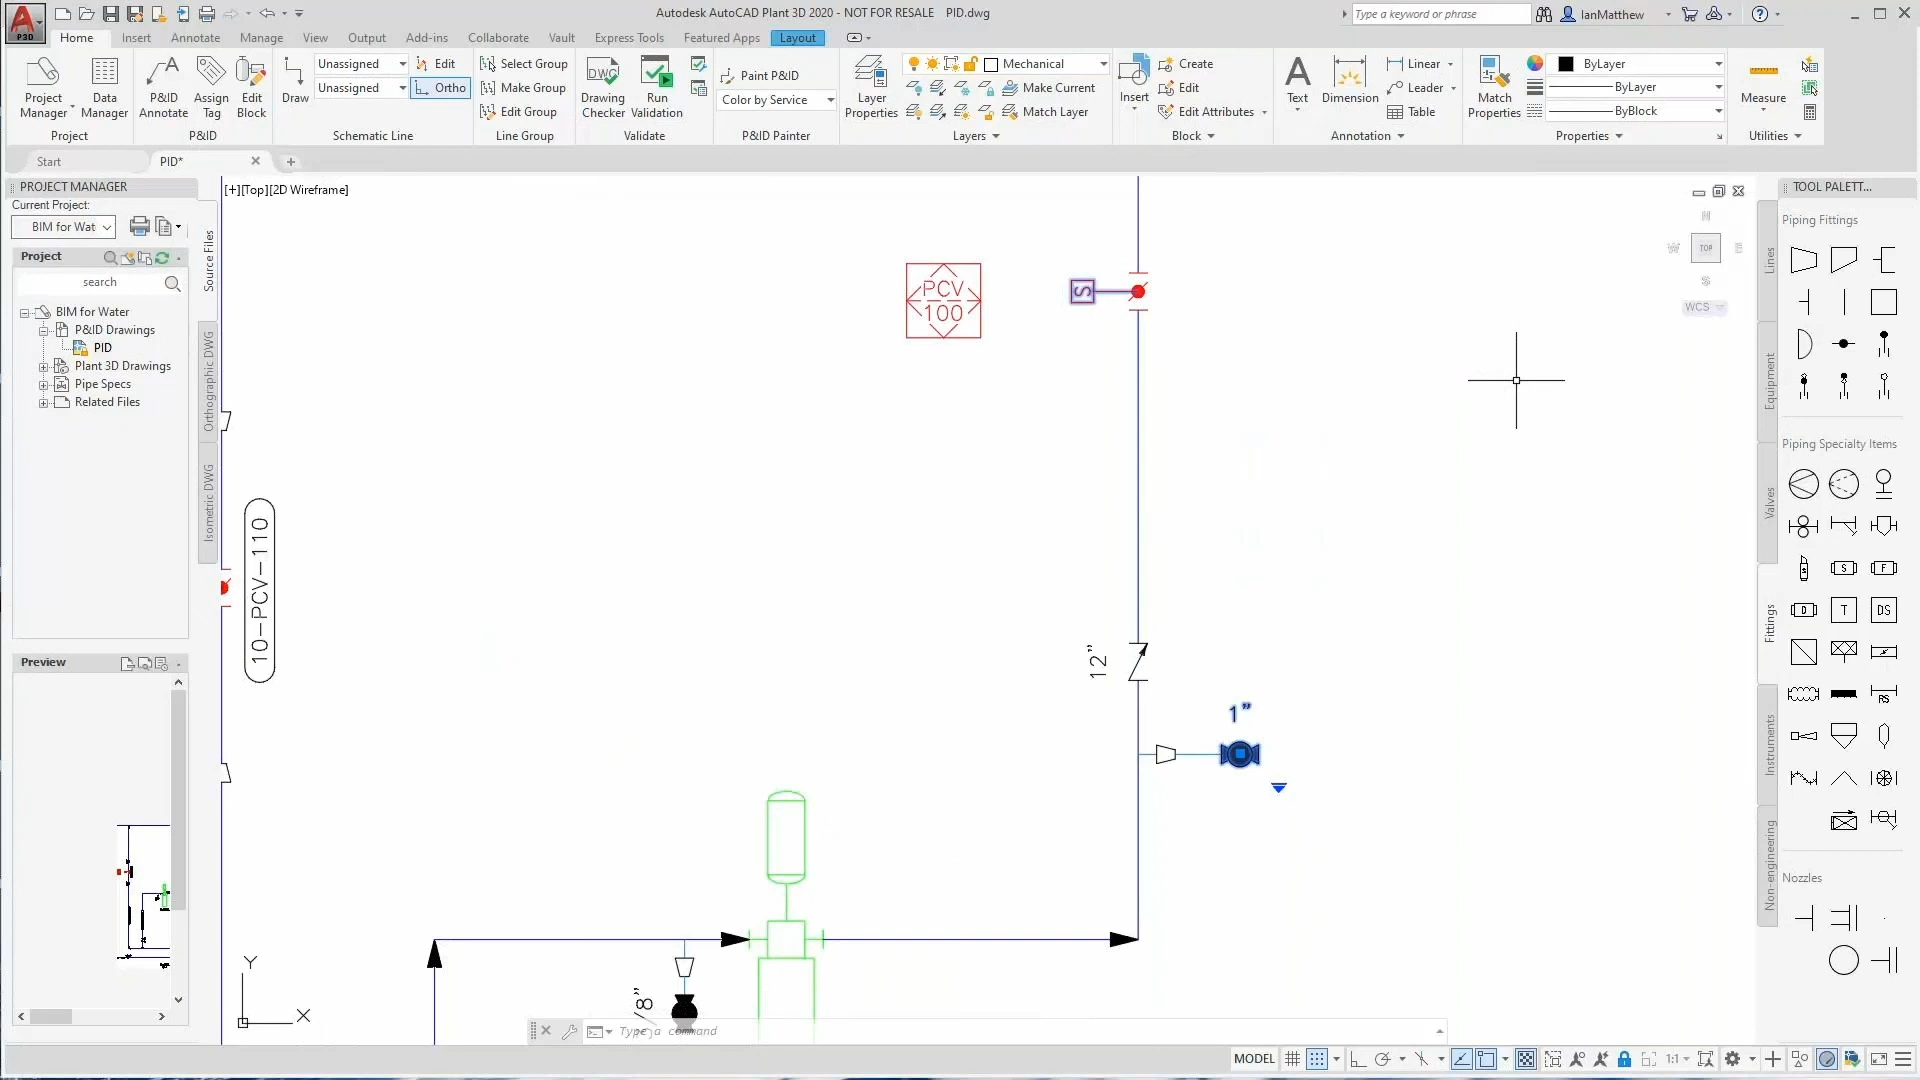 P3D
Autodesk AutoCAD Plant 3D 2020 - NOT FOR RESALE PID.dwg
Type a keyword or phrase
IanMatthew
Home Insert Annotate Manage View Output Add-ins Collaborate Vault Express Tools Featured Apps Layout
Project Manager
Data Manager
Project
P&ID Annotate
Assign Tag
Edit Block
P&ID
Draw
Unassigned
Unassigned
Edit
Ortho
Schematic Line
Select Group
Make Group
Edit Group
Line Group
DWG
Drawing Checker
Run Validation
Validate
Paint P&ID
Color by Service
P&ID Painter
Layer Properties
Mechanical
Make Current
Match Layer
Layers
Insert
Create
Edit
Edit Attributes
Block
Text
Dimension
Linear
Leader
Table
Annotation
Match Properties
ByLayer
ByLayer
ByBlock
Properties
Measure
Utilities
Start
PID*
PROJECT MANAGER
Current Project:
BIM for Wat
Project
search
BIM for Water
P&ID Drawings
PID
Plant 3D Drawings
Pipe Specs
Related Files
Source Files
Orthographic DWG
Isometric DWG
Preview
[+][Top][2D Wireframe]
PCV
100
S
10-PCV-110
12"
1"
/8"
Y
X
N
W TOP E
S
WCS
TOOL PALETT...
Lines
Equipment
Valves
Fittings
Instruments
Non-engineering
Piping Fittings
Piping Specialty Items
S
S F
D T DS
RS
Nozzles
Type a command
MODEL
1:1